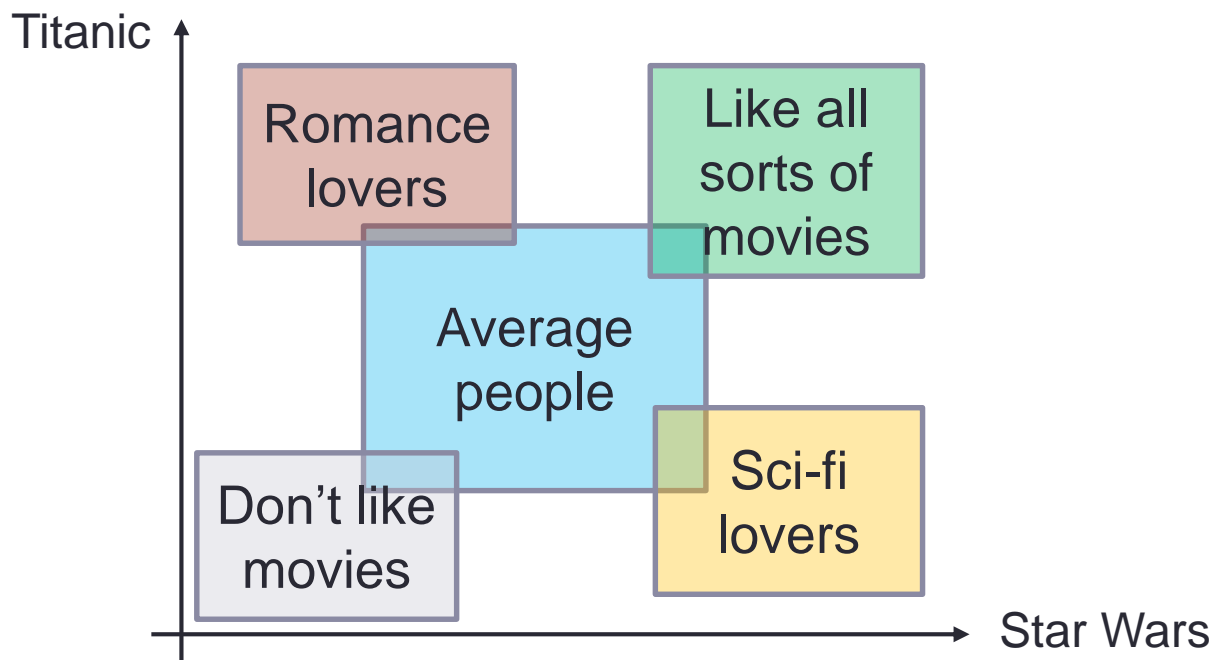 Titanic
Romance
lovers
Like all
sorts of
movies
Average
people
Don’t like
movies
Sci-fi
lovers
Star Wars